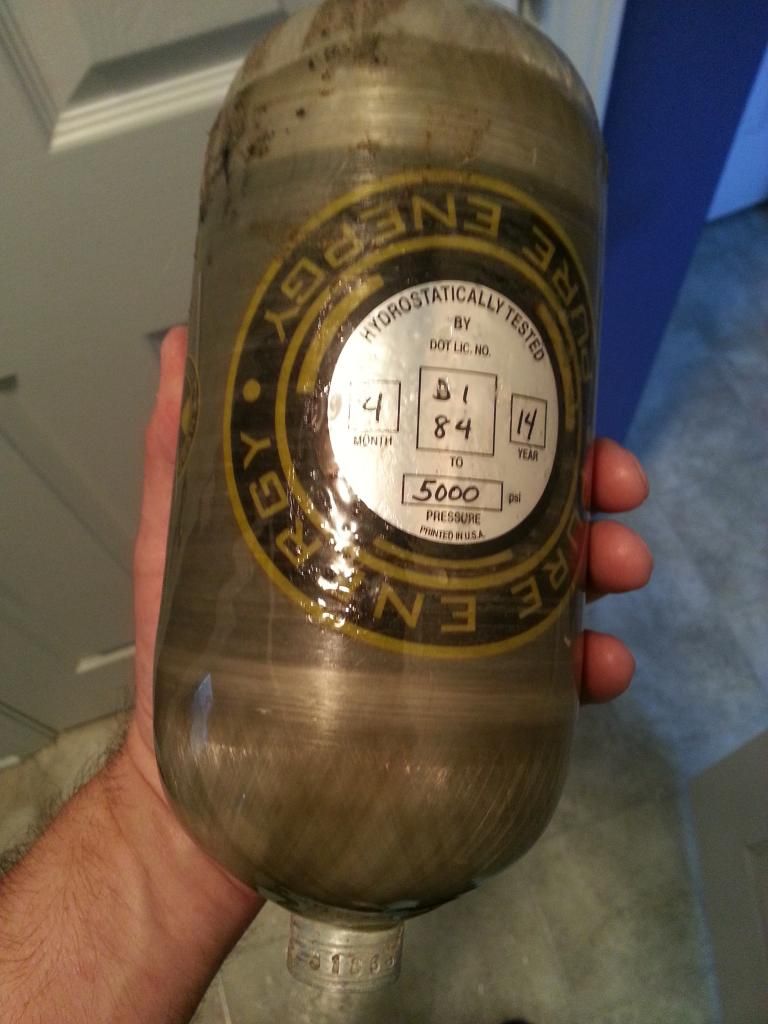 PURE ENERGY
PURE ENERGY
HYDROSTATICALLY TESTED
BY
DOT LIC. NO.
4 B1 84 14
MONTH YEAR
TO
5000 psi
PRESSURE
PRINTED IN U.S.A.